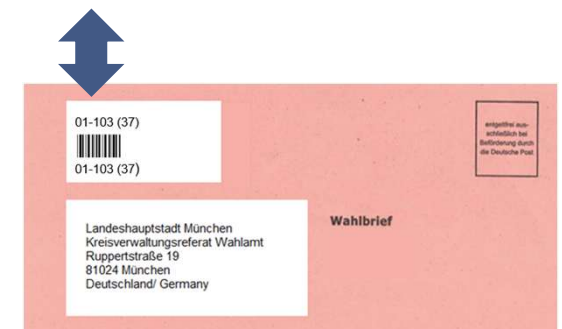 01-103 (37)
01-103 (37)
entgeltfrei aus-
schließlich bei
Beförderung durch
die Deutsche Post
Landeshauptstadt München
Kreisverwaltungsreferat Wahlamt
Ruppertstraße 19
81024 München
Deutschland/ Germany
Wahlbrief